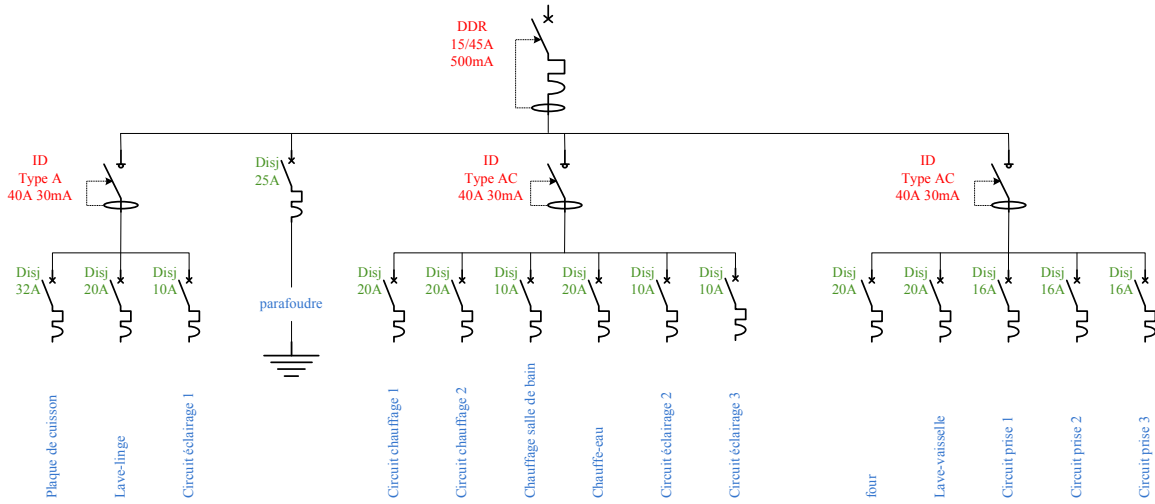 DDR
15/45A
500mA
ID
Type A
40A 30mA
Disj
25A
ID
Type AC
40A 30mA
ID
Type AC
40A 30mA
Disj
32A
Disj
20A
Disj
10A
parafoudre
Disj
20A
Disj
20A
Disj
10A
Disj
20A
Disj
10A
Disj
10A
Disj
20A
Disj
20A
Disj
16A
Disj
16A
Disj
16A
Plaque de cuisson
Lave-linge
Circuit éclairage 1
Circuit chauffage 1
Circuit chauffage 2
Chauffage salle de bain
Chauffe-eau
Circuit éclairage 2
Circuit éclairage 3
four
Lave-vaisselle
Circuit prise 1
Circuit prise 2
Circuit prise 3